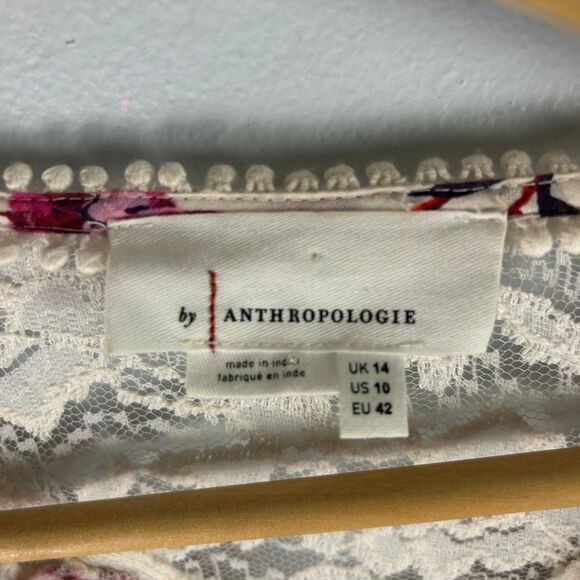 by ANTHROPOLOGIE
made in india
fabriqué en inde
UK 14
US 10
EU 42